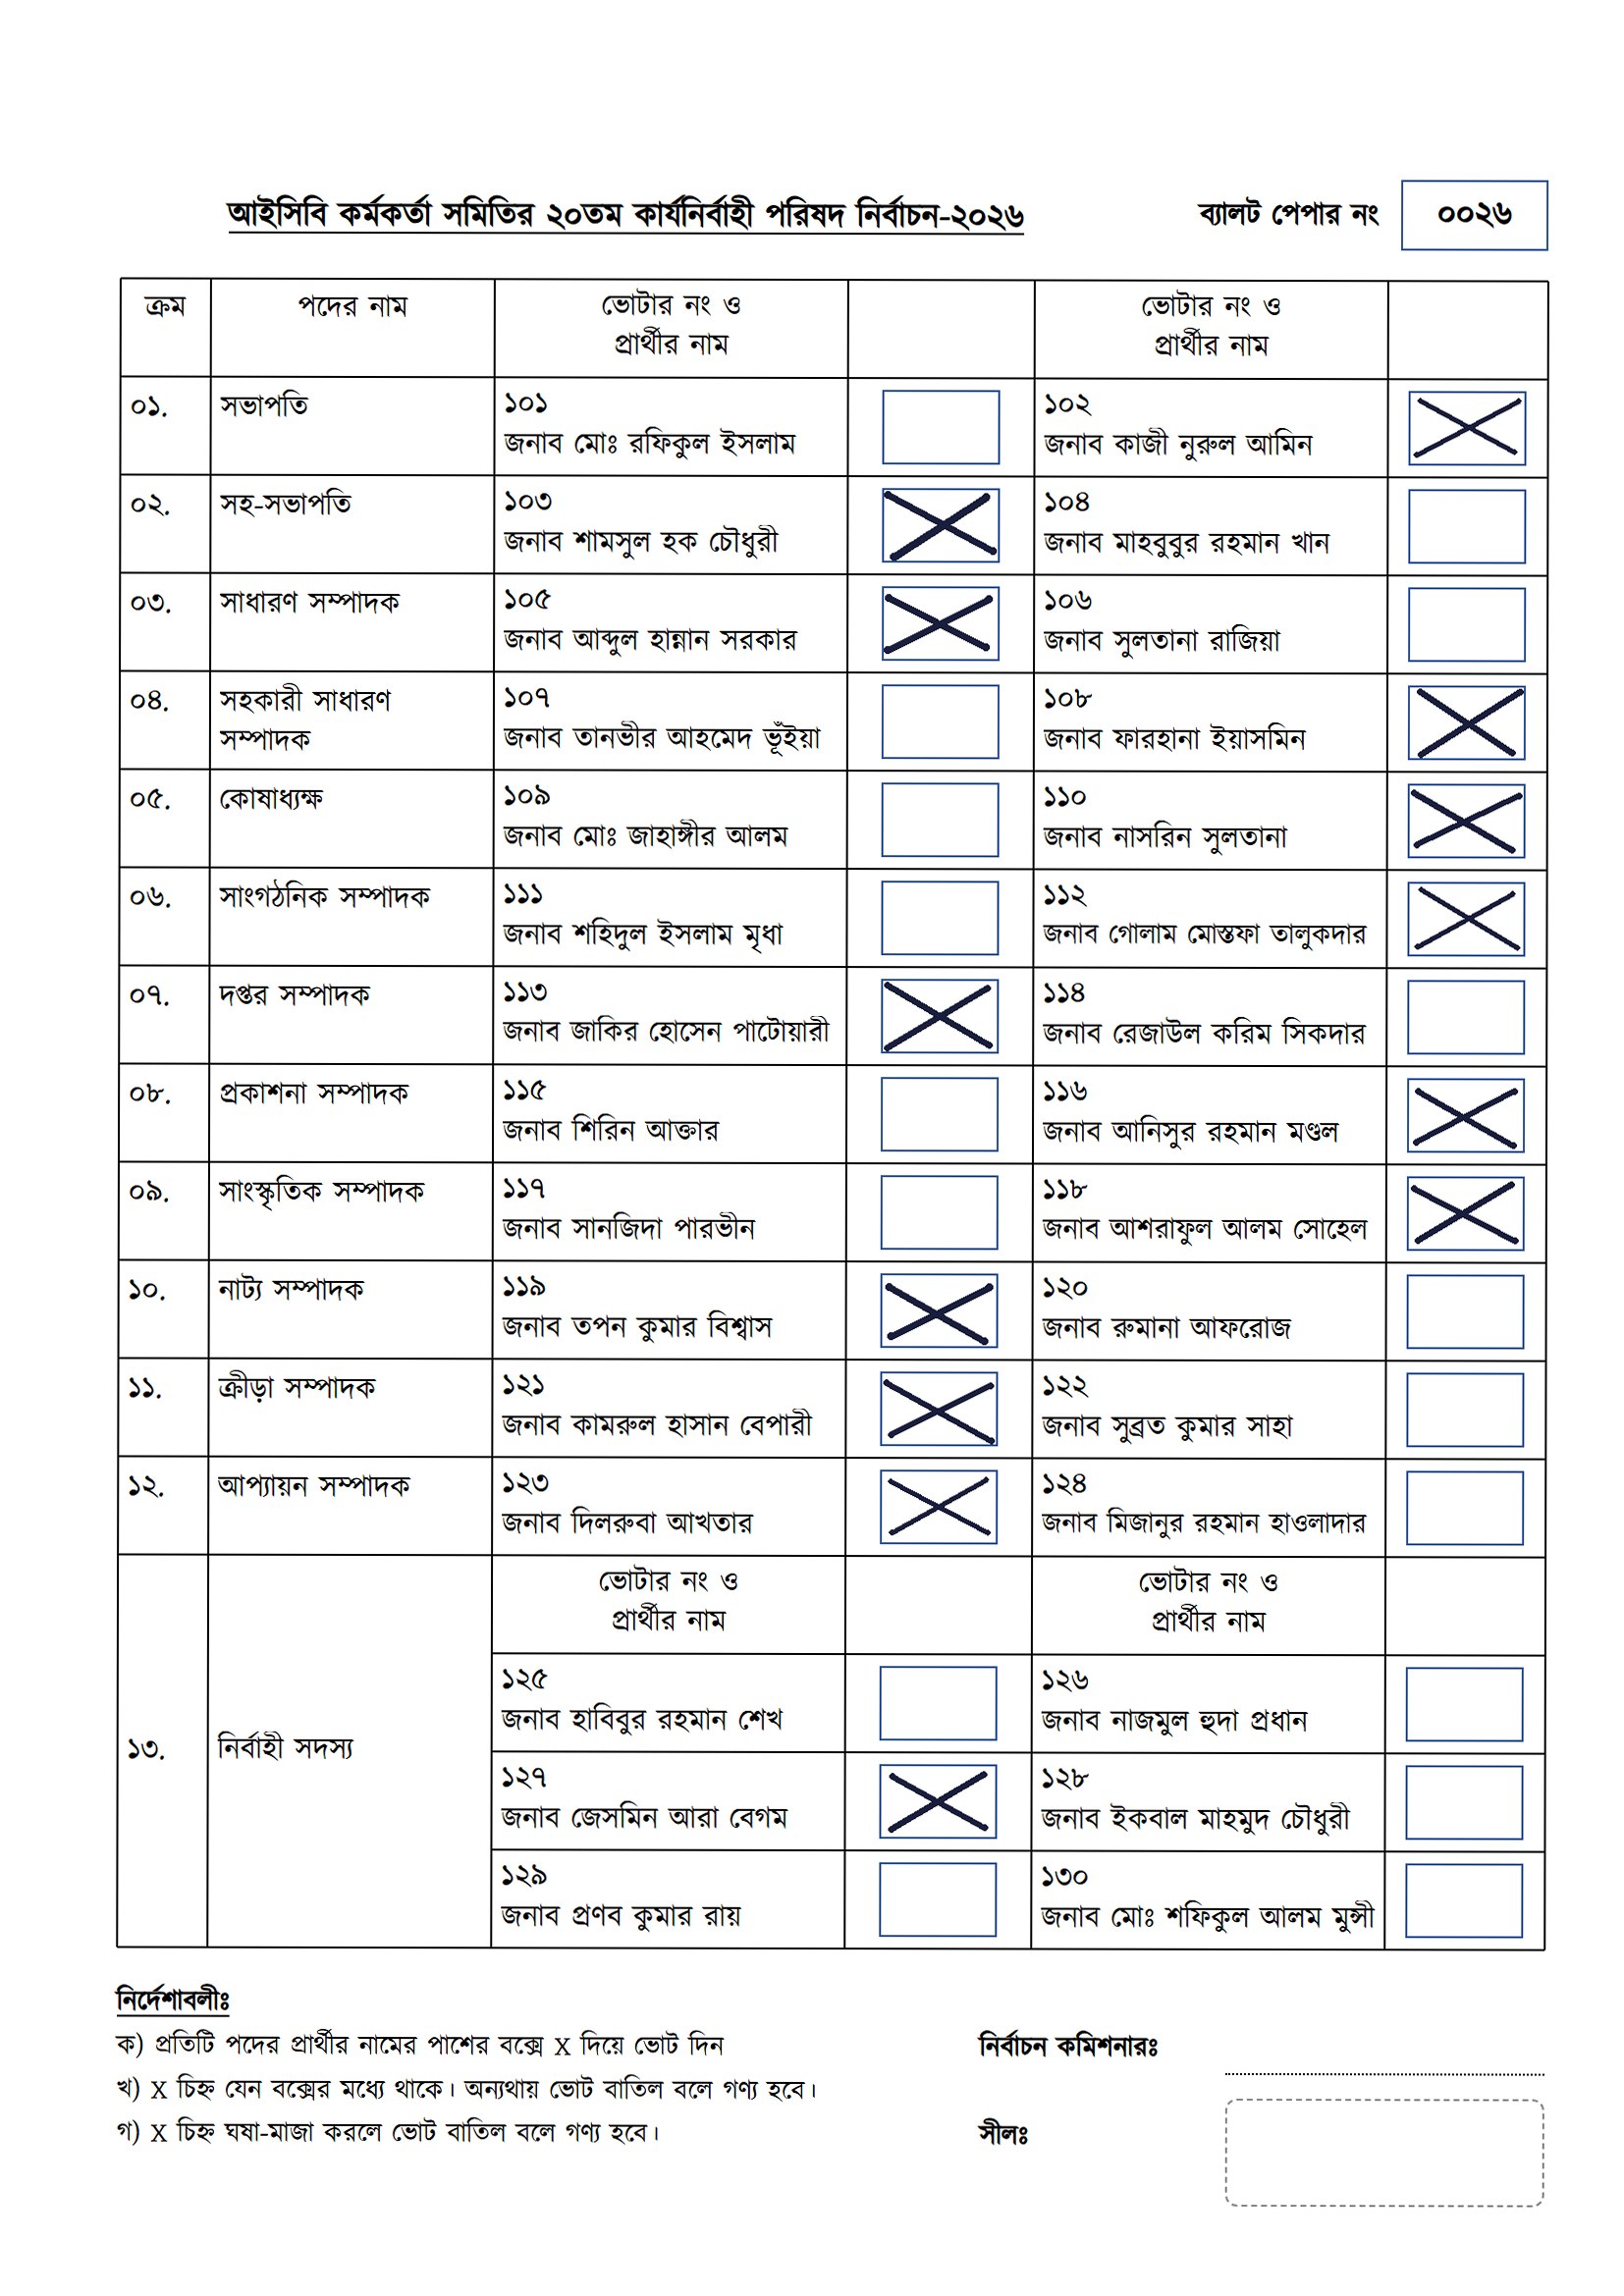 আইসিবি কর্মকর্তা সমিতির ২০তম কার্যনির্বাহী পরিষদ নির্বাচন-২০২৬ ব্যালট পেপার নং ০০২৬
ক্রম পদের নাম ভোটার নং ও ভোটার নং ও
প্রার্থীর নাম প্রার্থীর নাম
০১. সভাপতি ১০১ ১০২
জনাব মোঃ রফিকুল ইসলাম জনাব কাজী নুরুল আমিন
০২. সহ-সভাপতি ১০৩ ১০৪
জনাব শামসুল হক চৌধুরী জনাব মাহবুবুর রহমান খান
০৩. সাধারণ সম্পাদক ১০৫ ১০৬
জনাব আব্দুল হান্নান সরকার জনাব সুলতানা রাজিয়া
০৪. সহকারী সাধারণ ১০৭ ১০৮
সম্পাদক জনাব তানভীর আহমেদ ভূঁইয়া জনাব ফারহানা ইয়াসমিন
০৫. কোষাধ্যক্ষ ১০৯ ১১০
জনাব মোঃ জাহাঙ্গীর আলম জনাব নাসরিন সুলতানা
০৬. সাংগঠনিক সম্পাদক ১১১ ১১২
জনাব শহিদুল ইসলাম মৃধা জনাব গোলাম মোস্তফা তালুকদার
০৭. দপ্তর সম্পাদক ১১৩ ১১৪
জনাব জাকির হোসেন পাটোয়ারী জনাব রেজাউল করিম সিকদার
০৮. প্রকাশনা সম্পাদক ১১৫ ১১৬
জনাব শিরিন আক্তার জনাব আনিসুর রহমান মণ্ডল
০৯. সাংস্কৃতিক সম্পাদক ১১৭ ১১৮
জনাব সানজিদা পারভীন জনাব আশরাফুল আলম সোহেল
১০. নাট্য সম্পাদক ১১৯ ১২০
জনাব তপন কুমার বিশ্বাস জনাব রুমানা আফরোজ
১১. ক্রীড়া সম্পাদক ১২১ ১২২
জনাব কামরুল হাসান বেপারী জনাব সুব্রত কুমার সাহা
১২. আপ্যায়ন সম্পাদক ১২৩ ১২৪
জনাব দিলরুবা আখতার জনাব মিজানুর রহমান হাওলাদার
ভোটার নং ও ভোটার নং ও
প্রার্থীর নাম প্রার্থীর নাম
১২৫ ১২৬
জনাব হাবিবুর রহমান শেখ জনাব নাজমুল হুদা প্রধান
১৩. নির্বাহী সদস্য
১২৭ ১২৮
জনাব জেসমিন আরা বেগম জনাব ইকবাল মাহমুদ চৌধুরী
১২৯ ১৩০
জনাব প্রণব কুমার রায় জনাব মোঃ শফিকুল আলম মুন্সী
নির্দেশাবলীঃ
ক) প্রতিটি পদের প্রার্থীর নামের পাশের বক্সে x দিয়ে ভোট দিন নির্বাচন কমিশনারঃ
খ) x চিহ্ন যেন বক্সের মধ্যে থাকে। অন্যথায় ভোট বাতিল বলে গণ্য হবে।
গ) x চিহ্ন ঘষা-মাজা করলে ভোট বাতিল বলে গণ্য হবে। সীলঃ